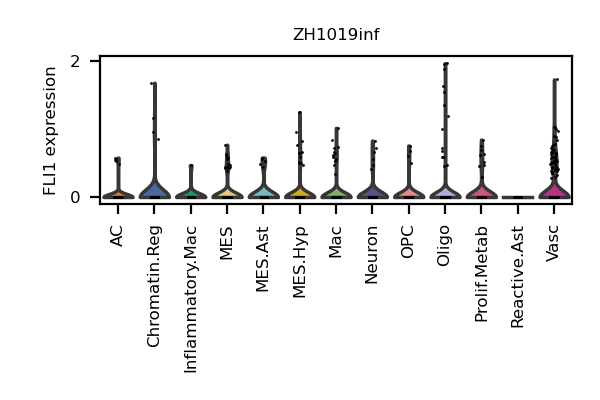 ZH1019inf
FLI1 expression
2
0
AC
Chromatin.Reg
Inflammatory.Mac
MES
MES.Ast
MES.Hyp
Mac
Neuron
OPC
Oligo
Prolif.Metab
Reactive.Ast
Vasc